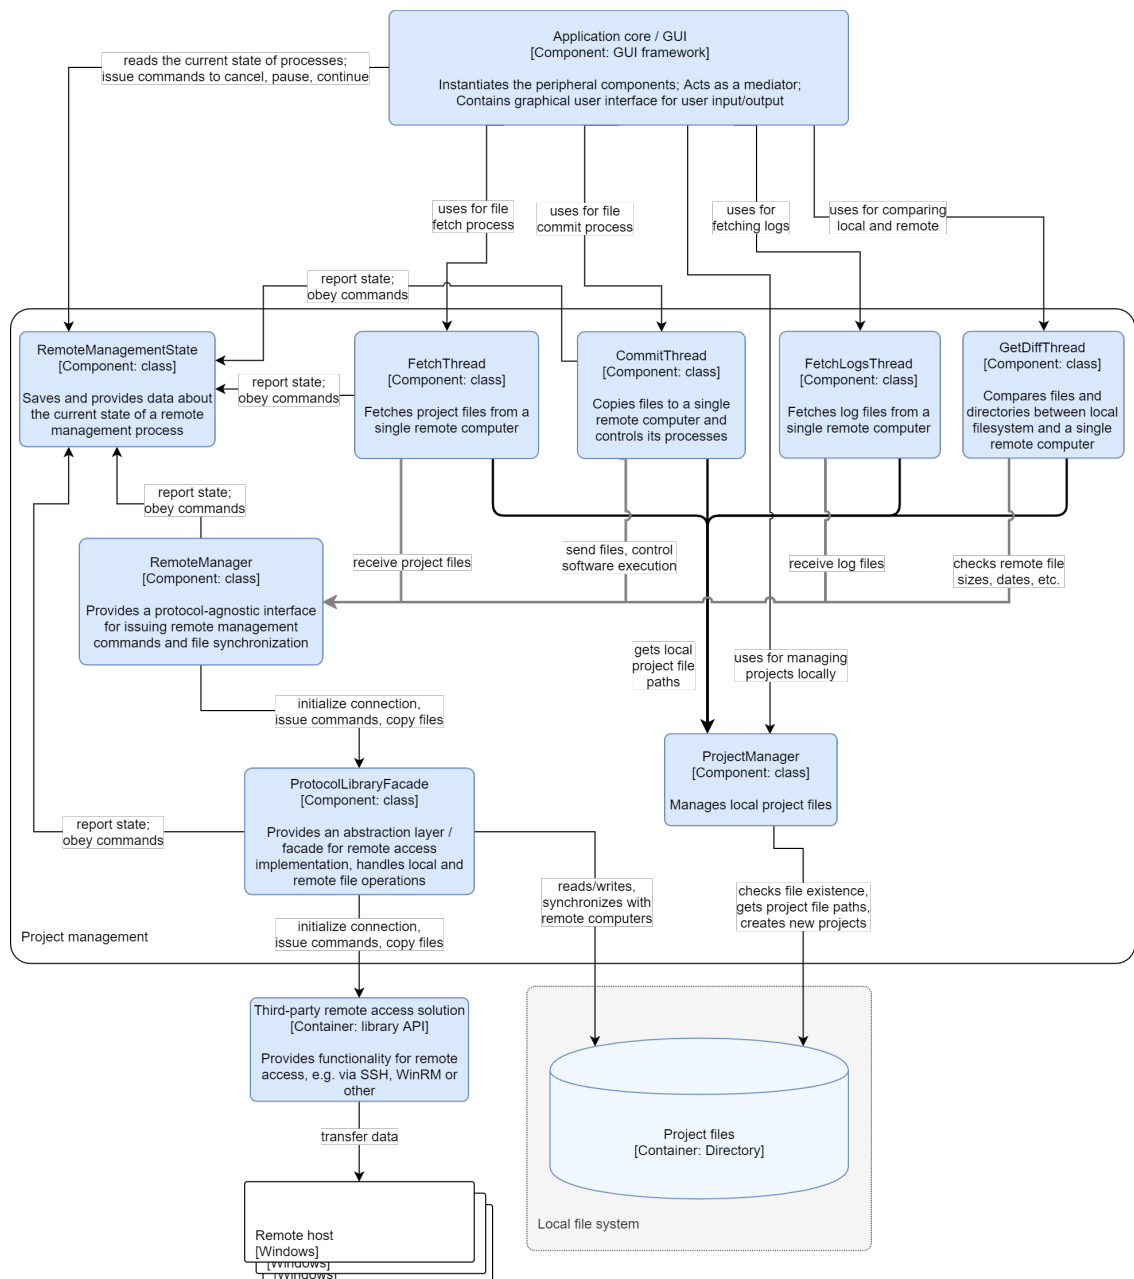 Application core / GUI
[Component: GUI framework]
Instantiates the peripheral components; Acts as a mediator;
Contains graphical user interface for user input/output
reads the current state of processes;
issue commands to cancel, pause, continue
uses for file
fetch process
uses for file
commit process
uses for
fetching logs
uses for comparing
local and remote
report state;
obey commands
RemoteManagementState
[Component: class]
Saves and provides data about
the current state of a remote
management process
report state;
obey commands
FetchThread
[Component: class]
Fetches project files from a
single remote computer
CommitThread
[Component: class]
Copies files to a single
remote computer and
controls its processes
FetchLogsThread
[Component: class]
Fetches log files from a
single remote computer
GetDiffThread
[Component: class]
Compares files and
directories between local
filesystem and a single
remote computer
report state;
obey commands
RemoteManager
[Component: class]
Provides a protocol-agnostic interface
for issuing remote management
commands and file synchronization
receive project files
send files, control
software execution
receive log files
checks remote file
sizes, dates, etc.
gets local
project file
paths
uses for managing
projects locally
initialize connection,
issue commands, copy files
ProjectManager
[Component: class]
Manages local project files
ProtocolLibraryFacade
[Component: class]
Provides an abstraction layer /
facade for remote access
implementation, handles local and
remote file operations
report state;
obey commands
reads/writes,
synchronizes with
remote computers
checks file existence,
gets project file paths,
creates new projects
initialize connection,
issue commands, copy files
Project management
Third-party remote access solution
[Container: library API]
Provides functionality for remote
access, e.g. via SSH, WinRM or
other
transfer data
Project files
[Container: Directory]
Local file system
Remote host
[Windows]
[Windows]
[Windows]